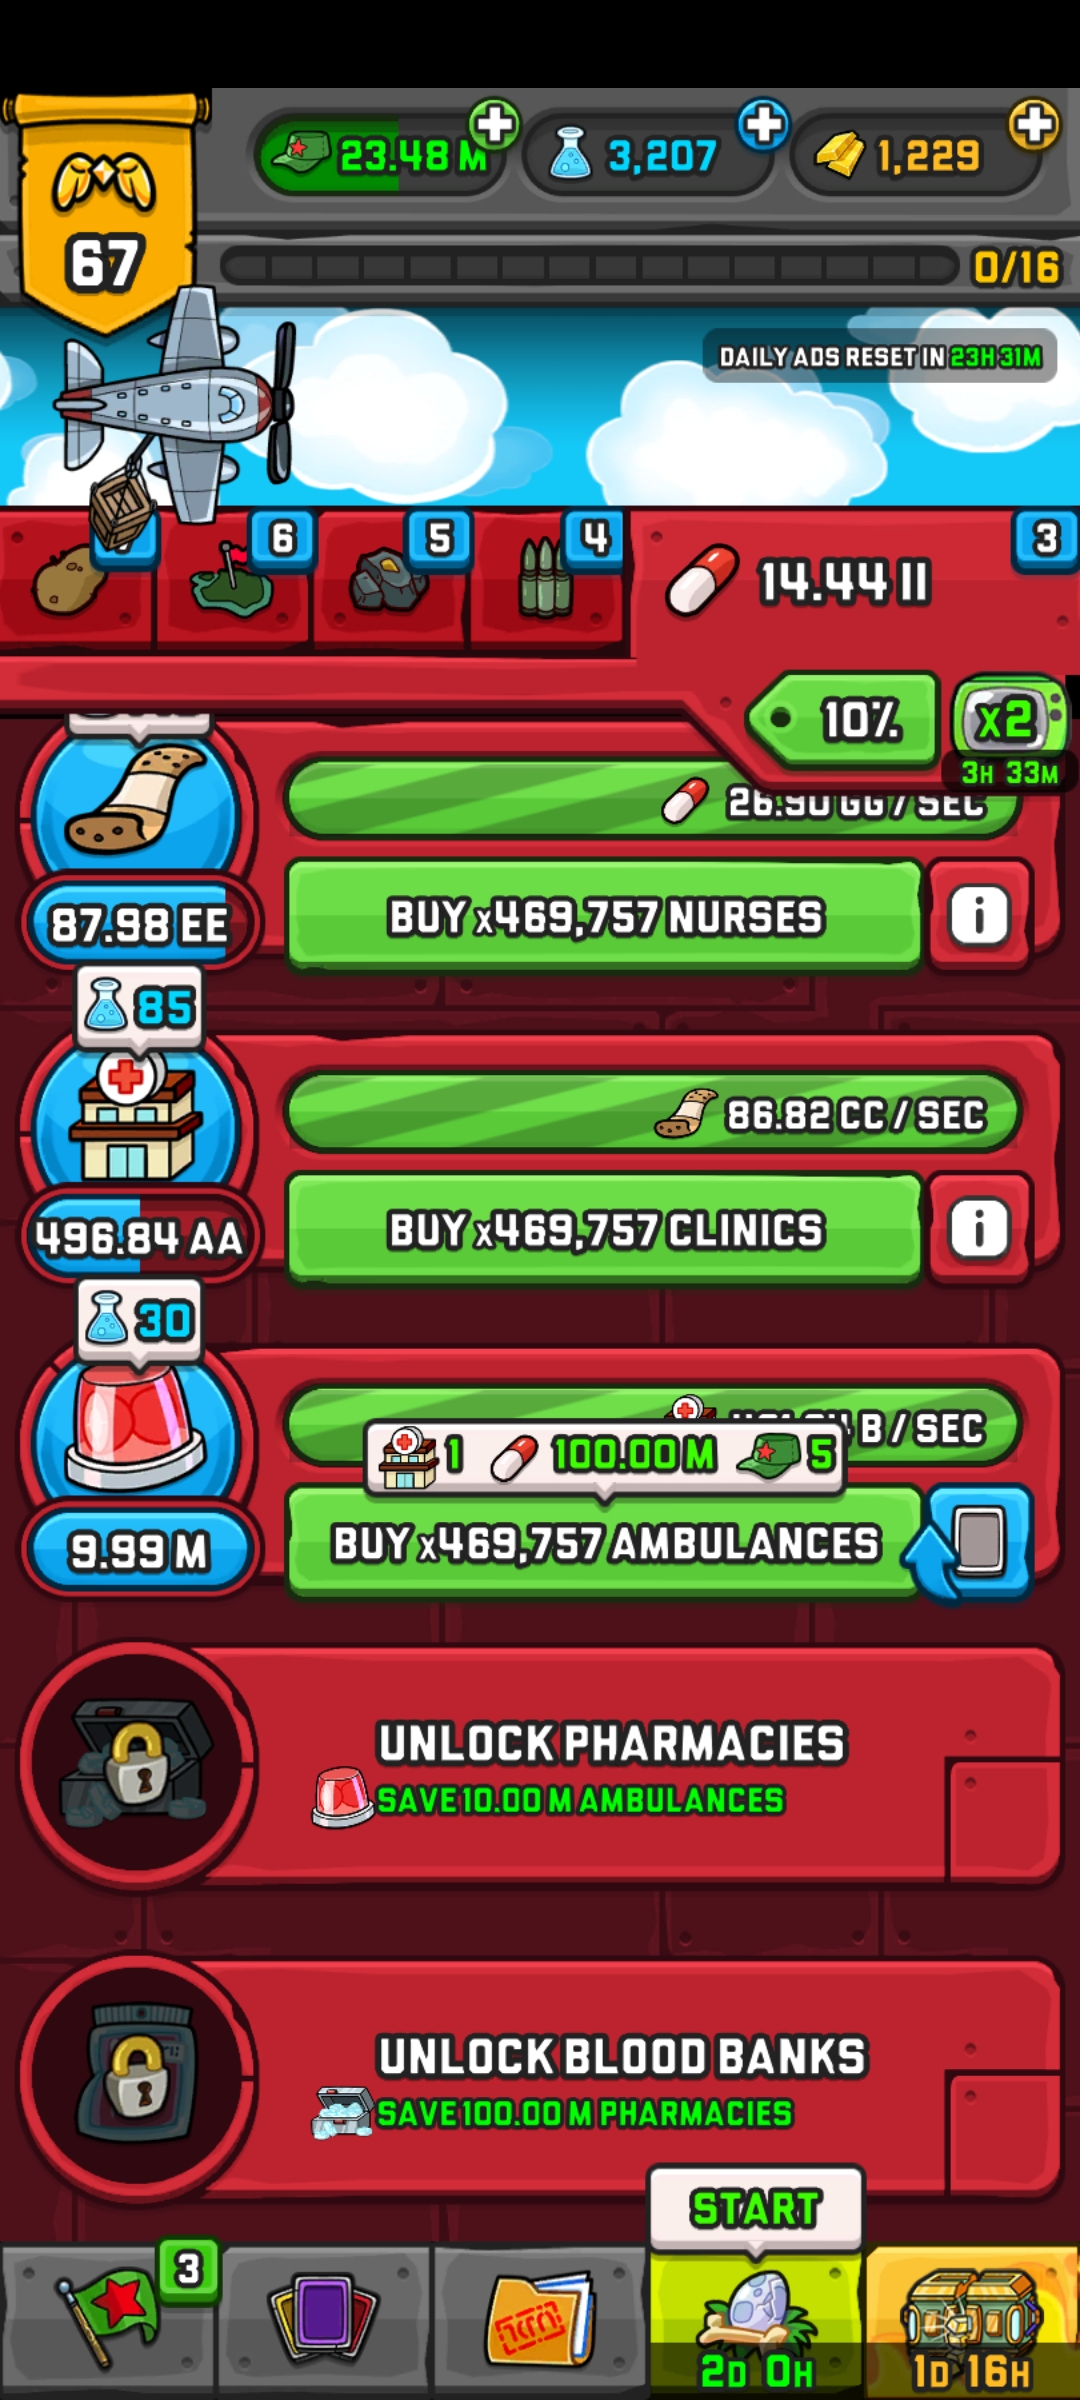 23.48 M
3,207
1,229
67
0/16
DAILY ADS RESET IN 23H 31M
6
5
4
14.44 II
3
10%
x2
3H 33M
26.90 GG / SEC
87.98 EE
BUY x469,757 NURSES
i
85
86.82 CC / SEC
496.84 AA
BUY x469,757 CLINICS
i
30
B / SEC
1
100.00 M
5
9.99 M
BUY x469,757 AMBULANCES
UNLOCK PHARMACIES
SAVE 10.00 M AMBULANCES
UNLOCK BLOOD BANKS
SAVE 100.00 M PHARMACIES
START
3
2D 0H
1D 16H